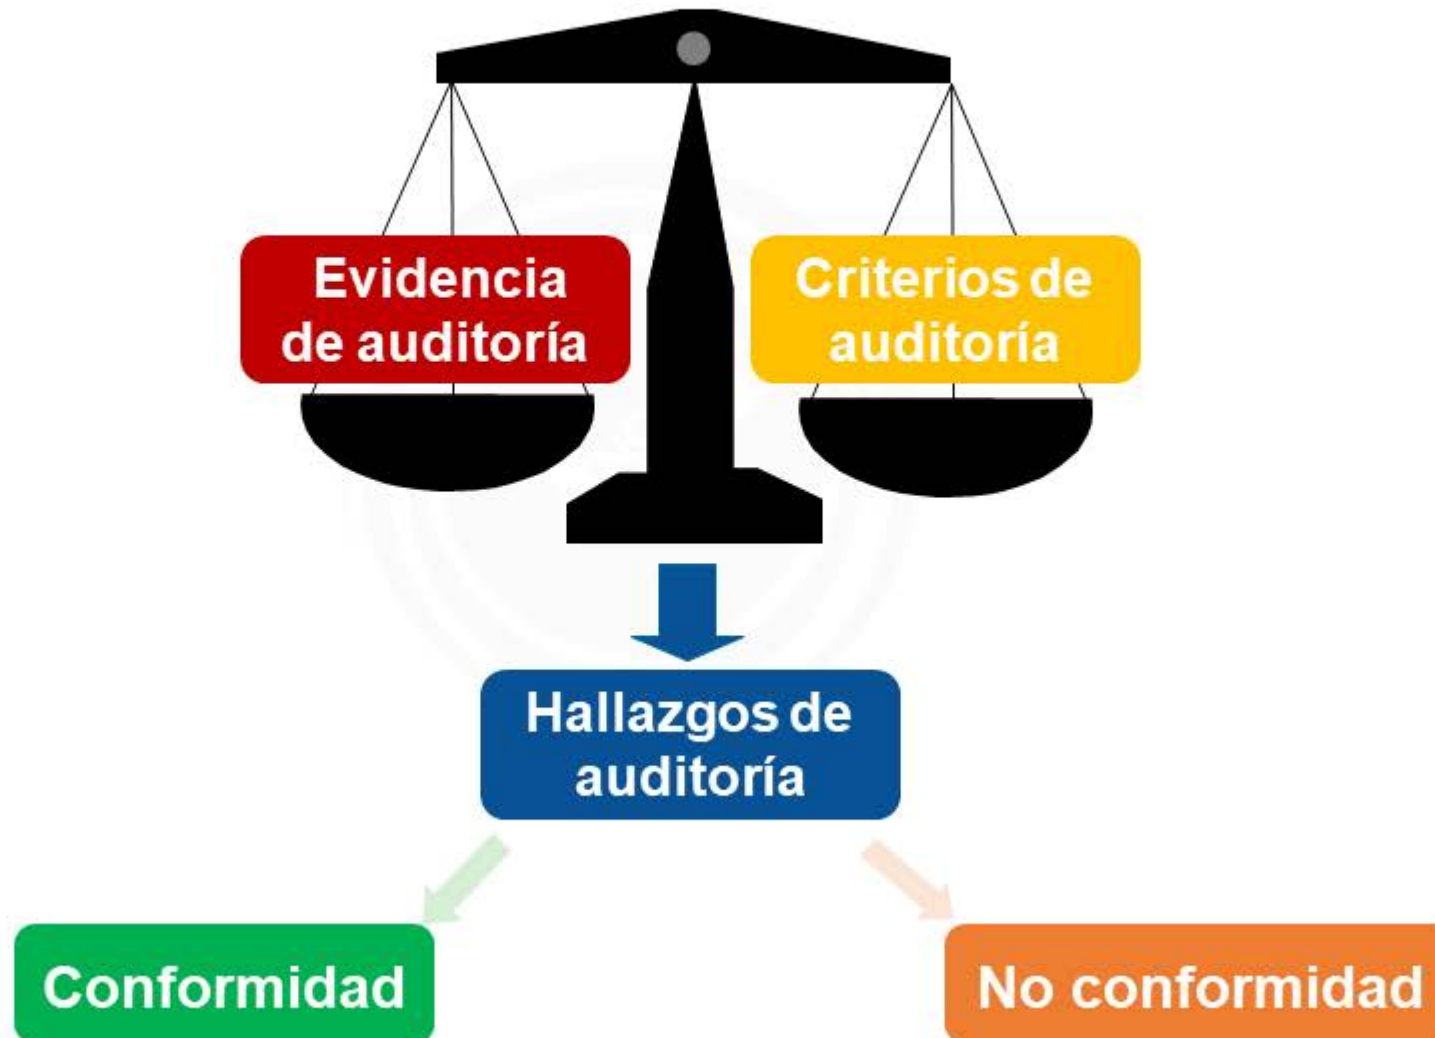 Evidencia
de auditoría
Criterios de
auditoría
Hallazgos de
auditoría
Conformidad
No conformidad